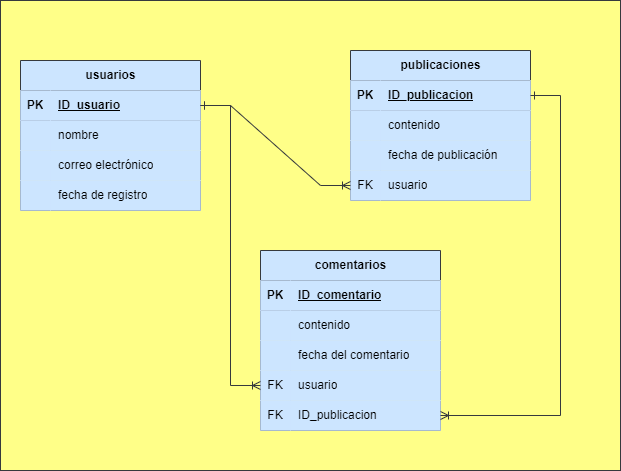 usuarios
PK ID_usuario
nombre
correo electrónico
fecha de registro
publicaciones
PK ID_publicacion
contenido
fecha de publicación
FK usuario
comentarios
PK ID_comentario
contenido
fecha del comentario
FK usuario
FK ID_publicacion